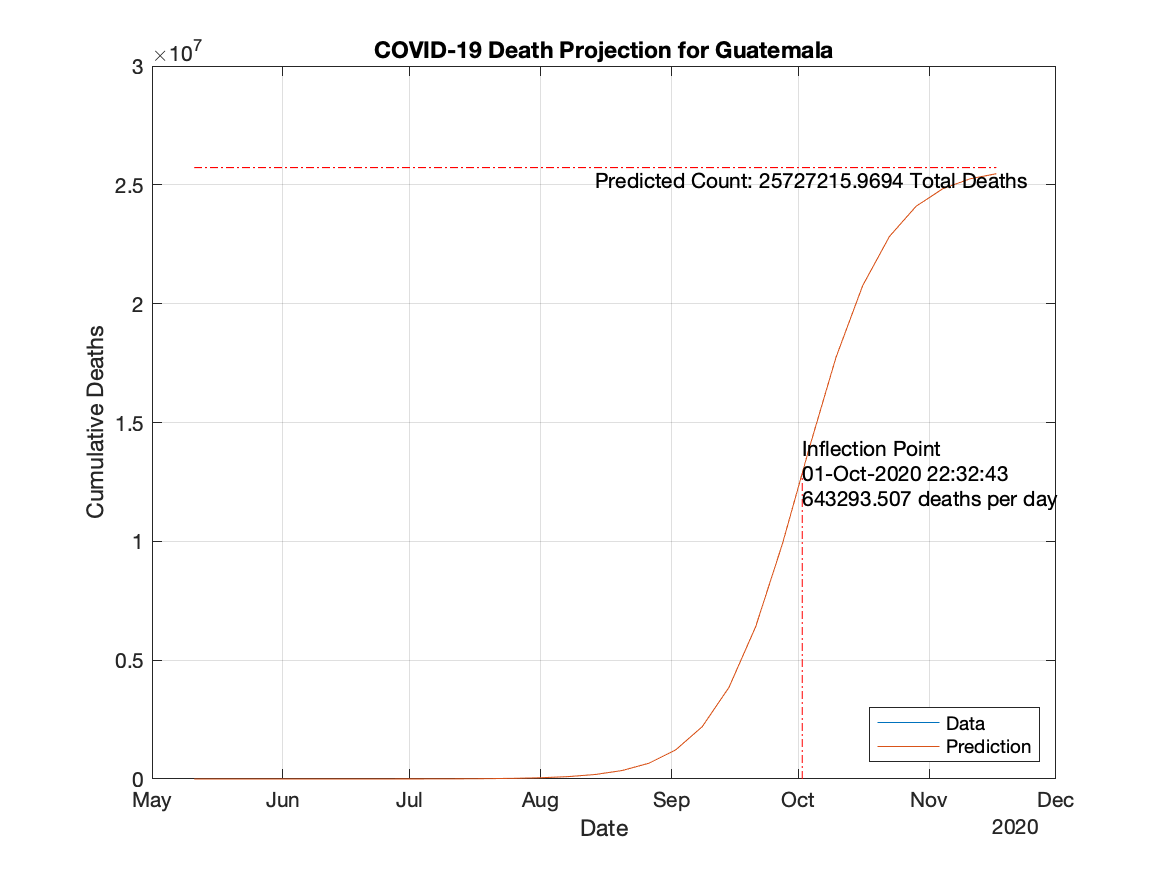 COVID-19 Death Projection for Guatemala
×10^7
3
2.5
2
1.5
1
0.5
0
Cumulative Deaths
Predicted Count: 25727215.9694 Total Deaths
Inflection Point
01-Oct-2020 22:32:43
643293.507 deaths per day
Data
Prediction
May Jun Jul Aug Sep Oct Nov Dec
Date
2020